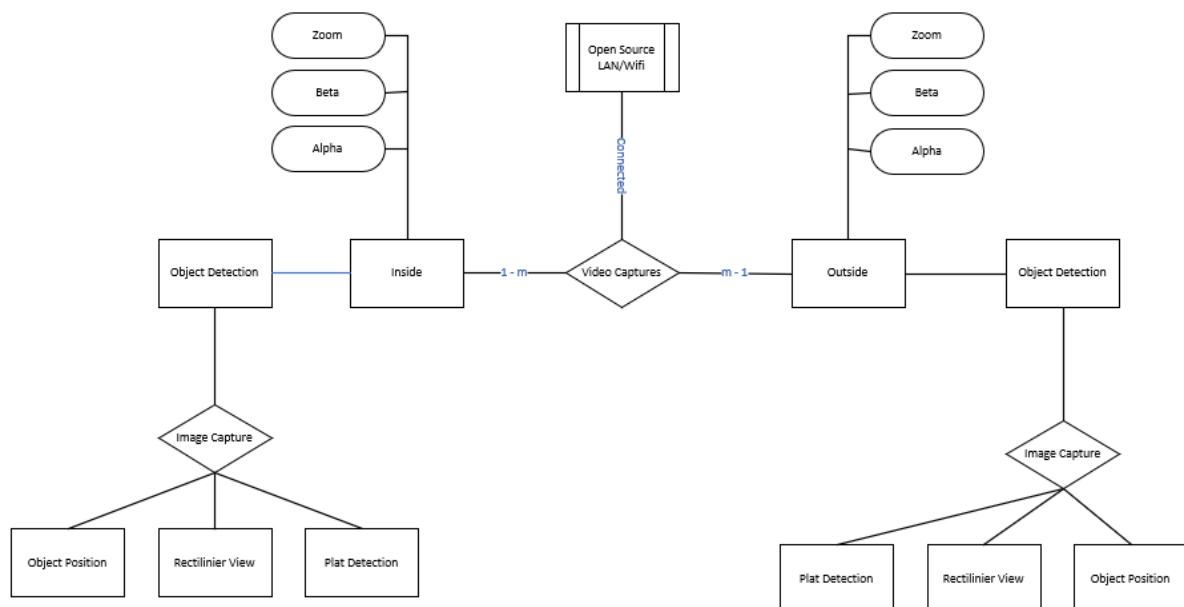 Zoom
Open Source
LAN/Wifi
Zoom
Beta
Beta
Alpha
Connected
Alpha
Object Detection
Inside
1 - m
Video Captures
m - 1
Outside
Object Detection
Image Capture
Image Capture
Object Position
Rectilinier View
Plat Detection
Plat Detection
Rectilinier View
Object Position